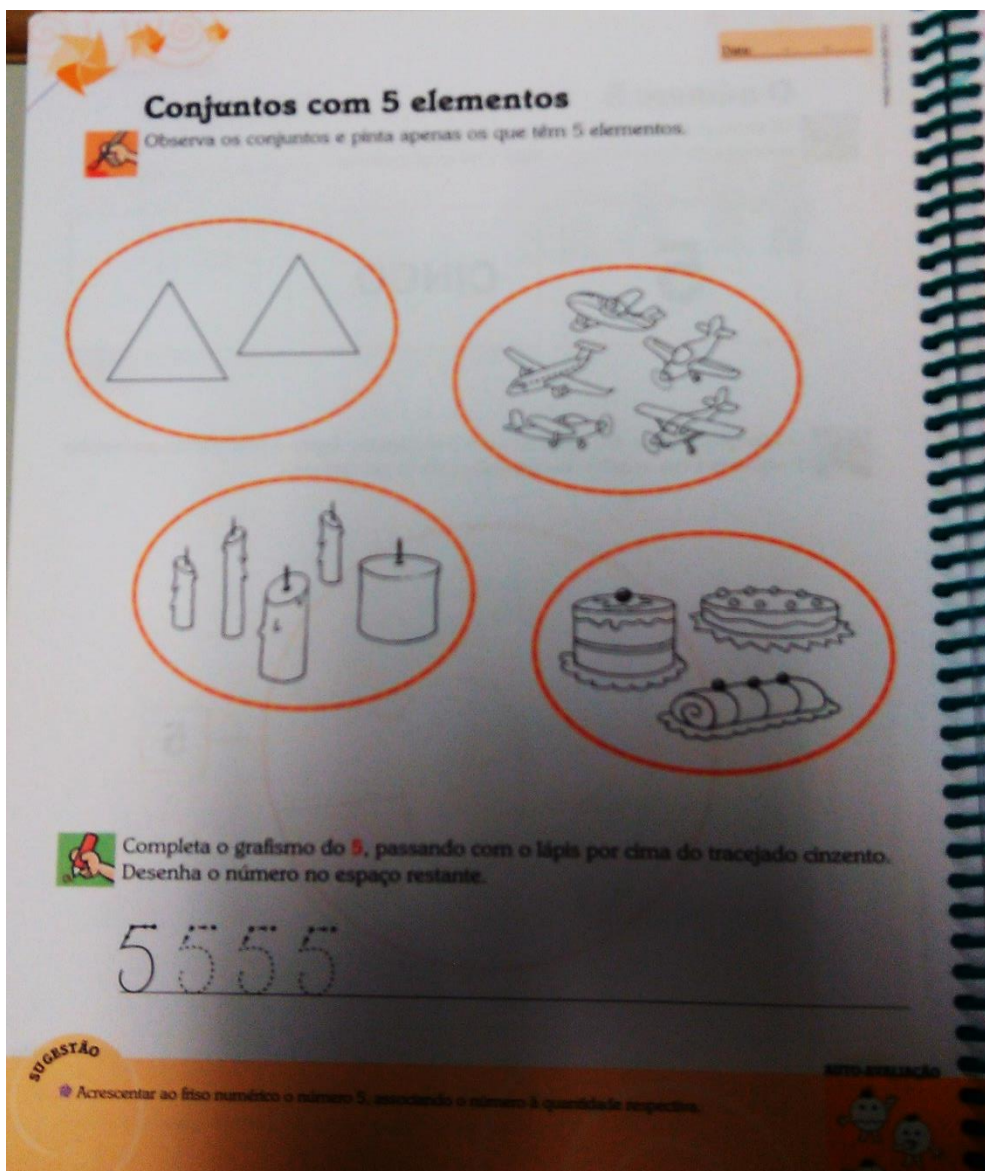 Data:
Conjuntos com 5 elementos
Observa os conjuntos e pinta apenas os que têm 5 elementos.
Completa o grafismo do 5, passando com o lápis por cima do tracejado cinzento.
Desenha o número no espaço restante.
5 5 5 5
SUGESTÃO
AUTO-AVALIAÇÃO
Acrescentar ao friso numérico o número 5, associando o número à quantidade respectiva.